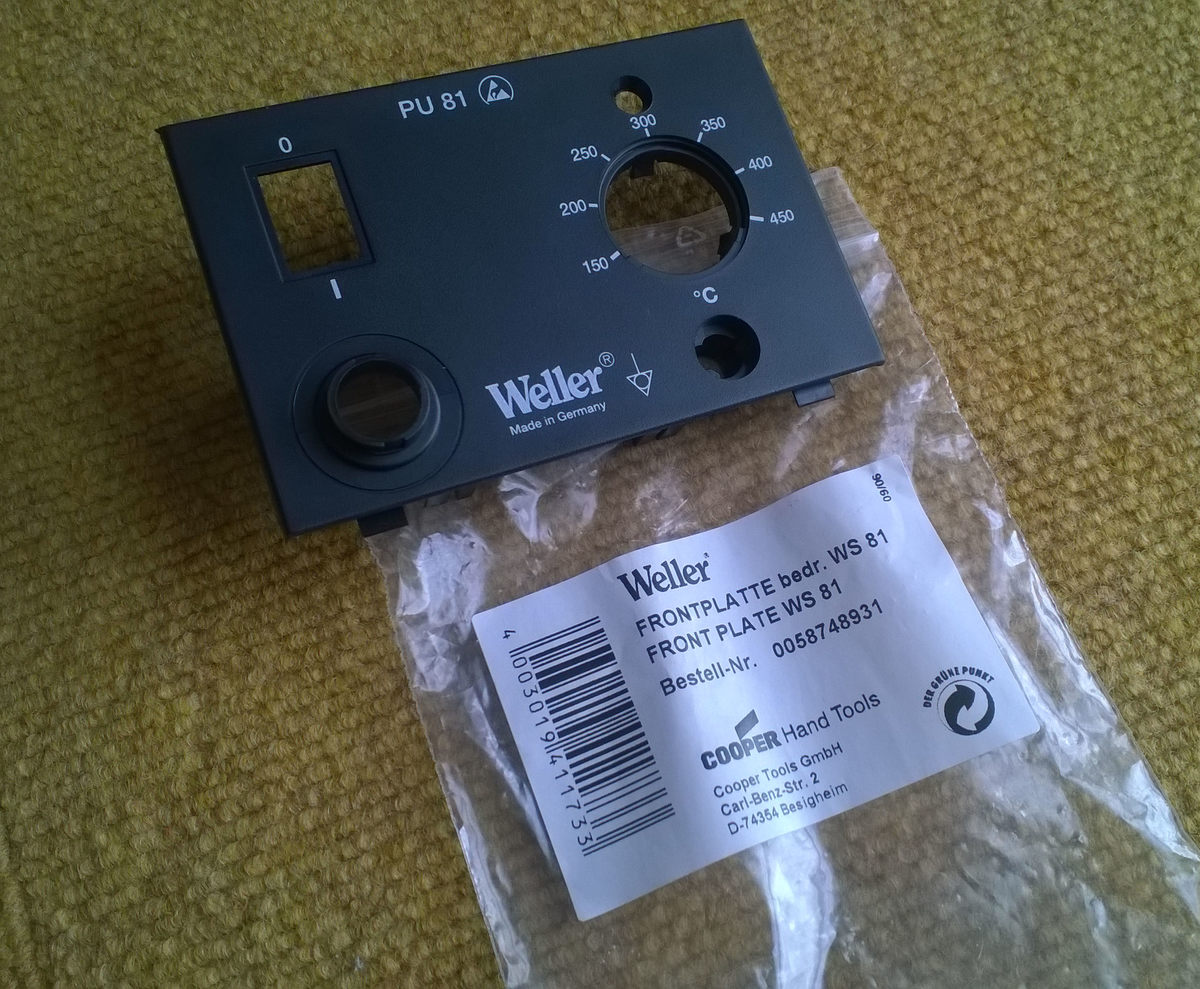 PU 81
0
I
150
200
250
300
350
400
450
°C
Weller®
Made in Germany
09/06
Weller®
FRONTPLATTE bedr. WS 81
FRONT PLATE WS 81
Bestell-Nr. 0058748931
4 003019 411733
COOPER Hand Tools
Cooper Tools GmbH
Carl-Benz-Str. 2
D-74354 Besigheim
DER GRÜNE PUNKT